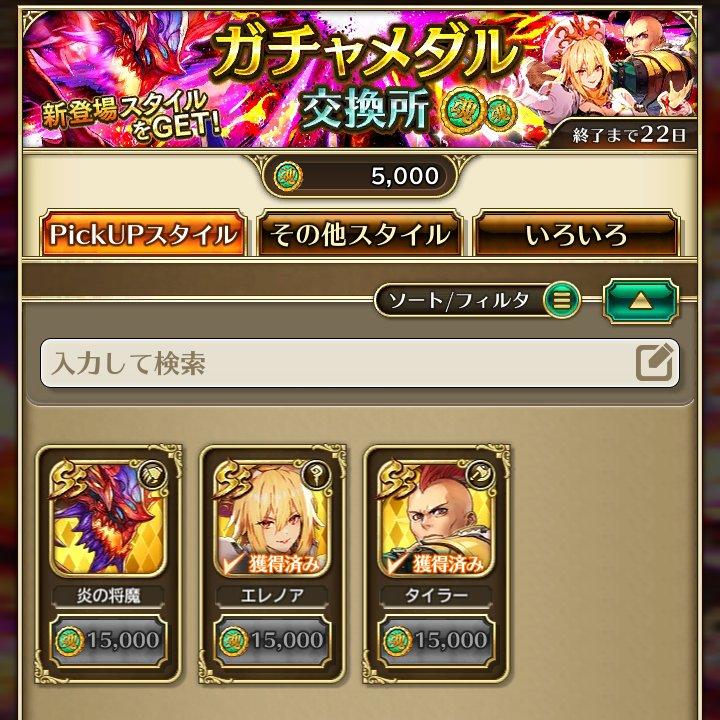 ガチャメダル
交換所
新登場スタイル
をGET!
終了まで22日
5,000
PickUPスタイル
その他スタイル
いろいろ
ソート/フィルタ
入力して検索
SS
SS
SS
獲得済み
獲得済み
炎の将魔
エレノア
タイラー
15,000
15,000
15,000